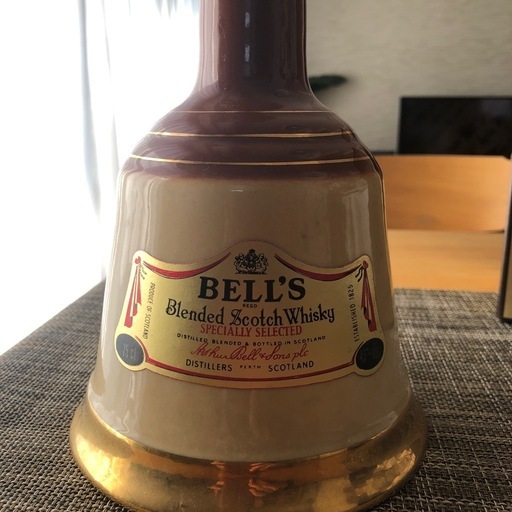 BELL'S
REGD
Blended Scotch Whisky
SPECIALLY SELECTED
DISTILLED, BLENDED & BOTTLED IN SCOTLAND
Arthur Bell & Sons plc
DISTILLERS PERTH SCOTLAND
PRODUCE OF SCOTLAND
ESTABLISHED 1825